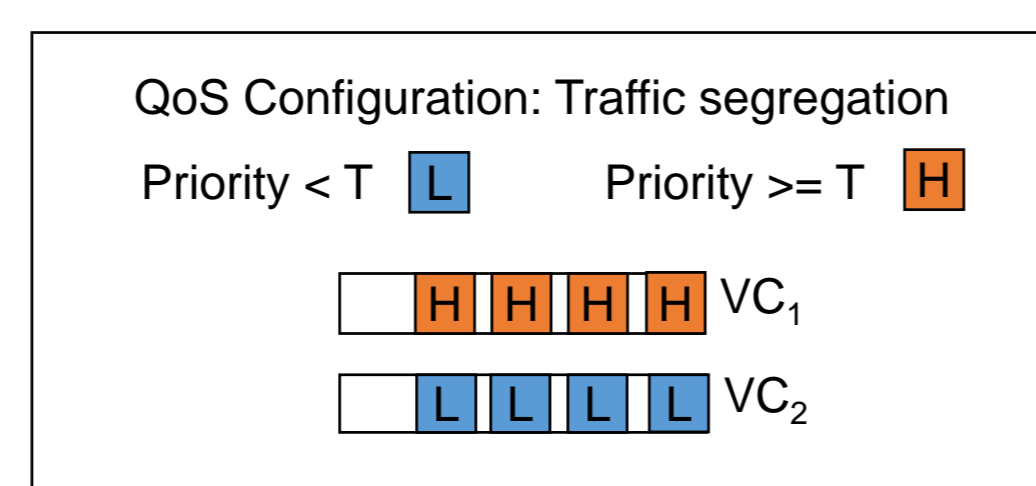 QoS Configuration: Traffic segregation
Priority < T L Priority >= T H
H H H H VC₁
L L L L VC₂